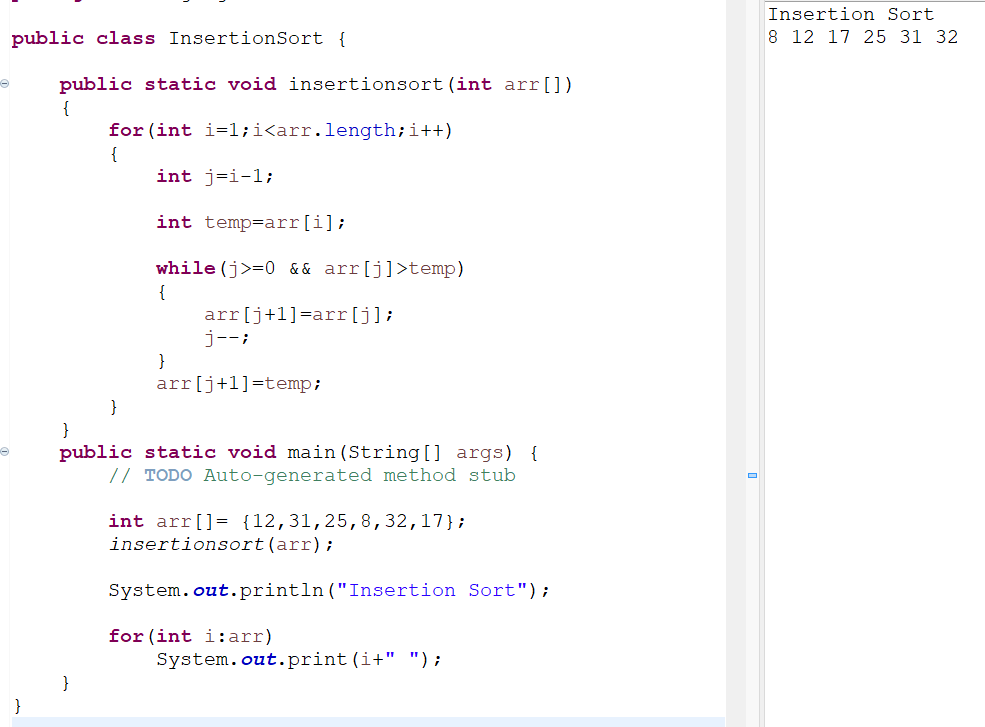 public class InsertionSort {
public static void insertionsort(int arr[])
{
for(int i=1;i<arr.length;i++)
{
int j=i-1;
int temp=arr[i];
while(j>=0 && arr[j]>temp)
{
arr[j+1]=arr[j];
j--;
}
arr[j+1]=temp;
}
}
public static void main(String[] args) {
// TODO Auto-generated method stub
int arr[]= {12,31,25,8,32,17};
insertionsort(arr);
System.out.println("Insertion Sort");
for(int i:arr)
System.out.print(i+" ");
}
}
Insertion Sort
8 12 17 25 31 32